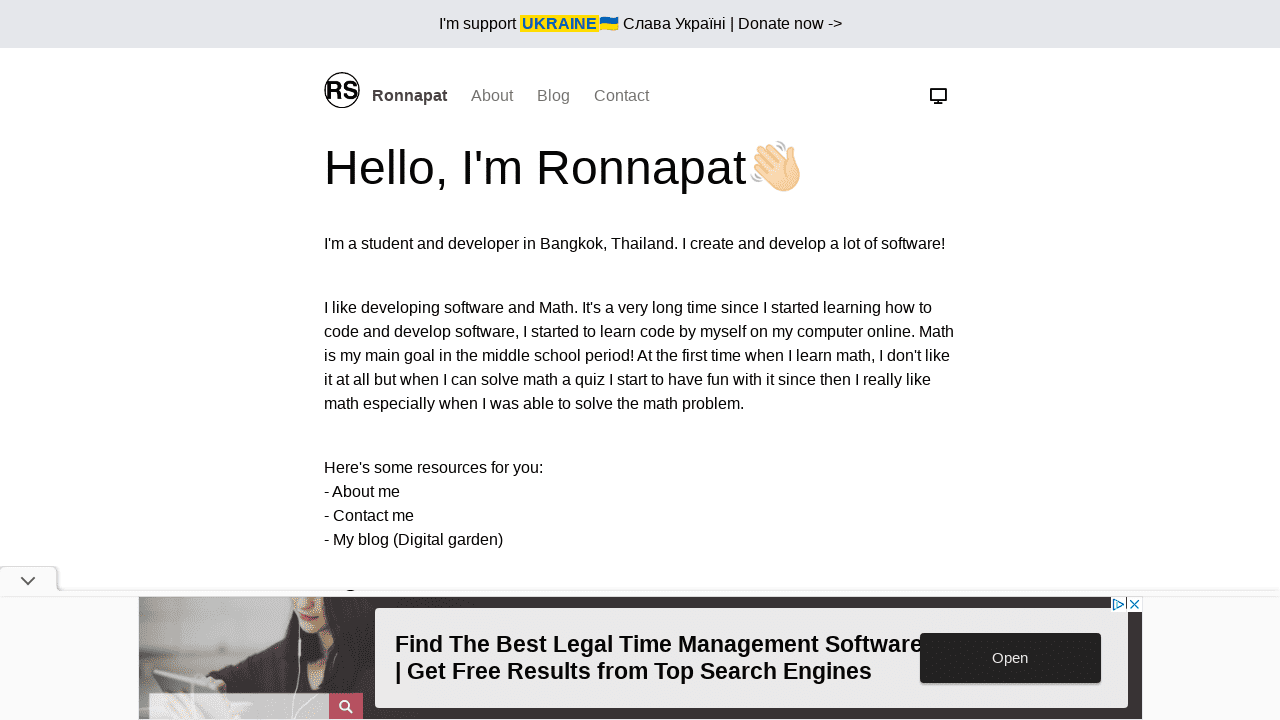 I'm support UKRAINE🇺🇦 Слава Україні | Donate now ->
RS Ronnapat About Blog Contact
Hello, I'm Ronnapat👋🏻
I'm a student and developer in Bangkok, Thailand. I create and develop a lot of software!
I like developing software and Math. It's a very long time since I started learning how to
code and develop software, I started to learn code by myself on my computer online. Math
is my main goal in the middle school period! At the first time when I learn math, I don't like
it at all but when I can solve math a quiz I start to have fun with it since then I really like
math especially when I was able to solve the math problem.
Here's some resources for you:
- About me
- Contact me
- My blog (Digital garden)
Find The Best Legal Time Management Software
| Get Free Results from Top Search Engines
Open